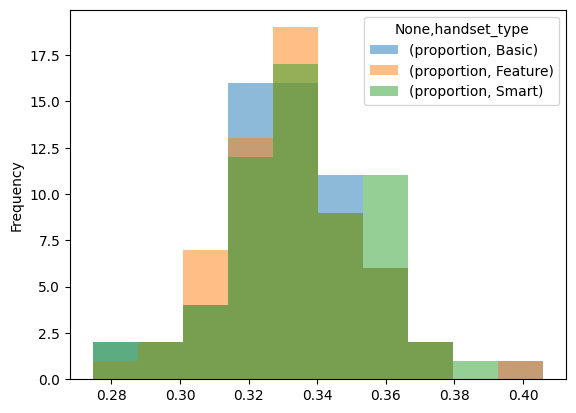 None,handset_type
(proportion, Basic)
(proportion, Feature)
(proportion, Smart)
Frequency
17.5
15.0
12.5
10.0
7.5
5.0
2.5
0.0
0.28 0.30 0.32 0.34 0.36 0.38 0.40